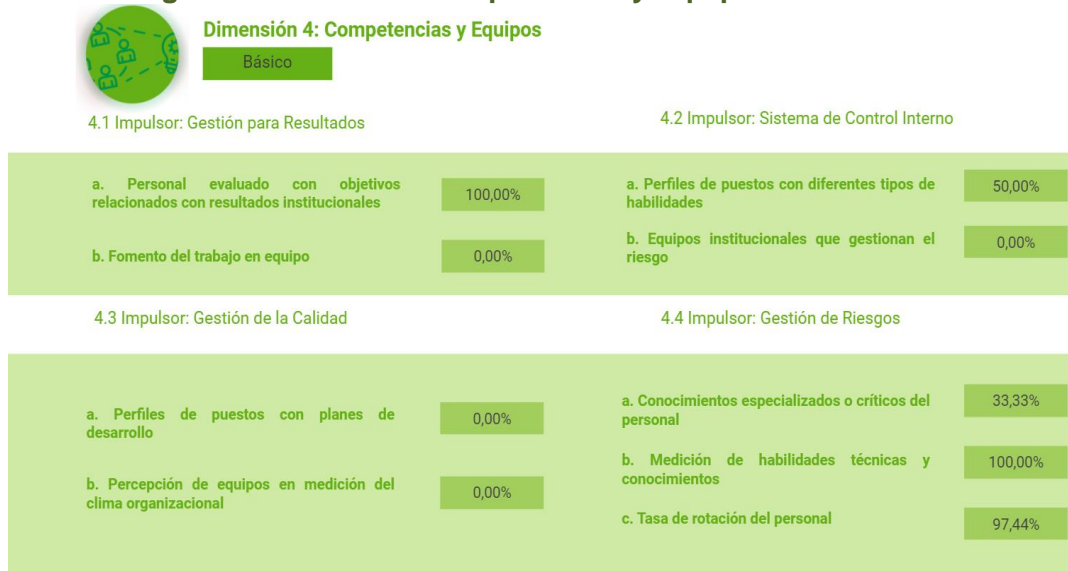 Dimensión 4: Competencias y Equipos
Básico
4.1 Impulsor: Gestión para Resultados
4.2 Impulsor: Sistema de Control Interno
a. Personal evaluado con objetivos
relacionados con resultados institucionales
100,00%
b. Fomento del trabajo en equipo
0,00%
a. Perfiles de puestos con diferentes tipos de
habilidades
50,00%
b. Equipos institucionales que gestionan el
riesgo
0,00%
4.3 Impulsor: Gestión de la Calidad
4.4 Impulsor: Gestión de Riesgos
a. Perfiles de puestos con planes de
desarrollo
0,00%
b. Percepción de equipos en medición del
clima organizacional
0,00%
a. Conocimientos especializados o críticos del
personal
33,33%
b. Medición de habilidades técnicas y
conocimientos
100,00%
c. Tasa de rotación del personal
97,44%